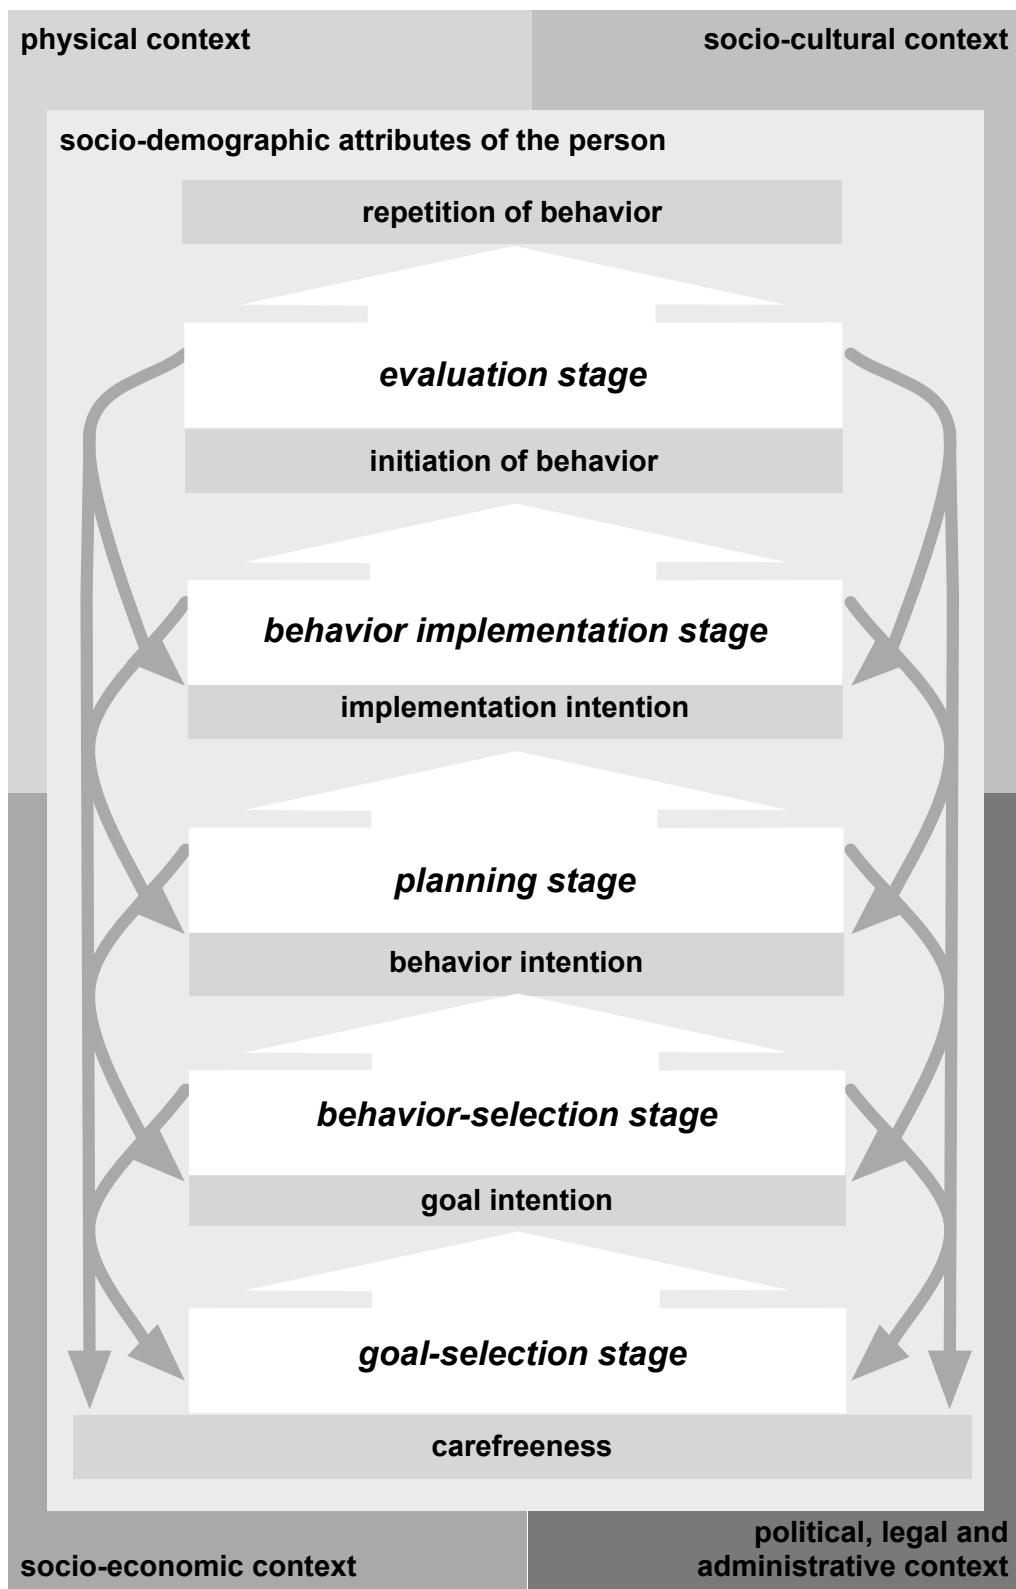 physical context
socio-cultural context
socio-demographic attributes of the person
repetition of behavior
evaluation stage
initiation of behavior
behavior implementation stage
implementation intention
planning stage
behavior intention
behavior-selection stage
goal intention
goal-selection stage
carefreeness
socio-economic context
political, legal and
administrative context